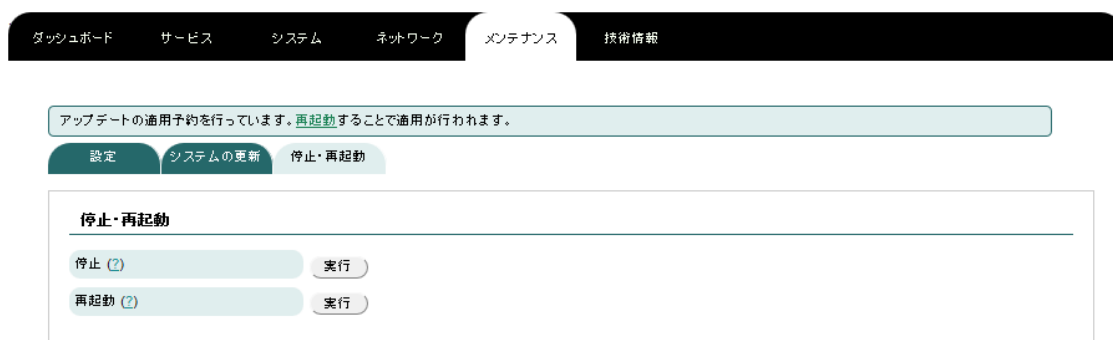 ダッシュボード サービス システム ネットワーク メンテナンス 技術情報
アップデートの適用予約を行っています。再起動することで適用が行われます。
設定 システムの更新 停止・再起動
停止・再起動
停止 (?) 実行
再起動 (?) 実行